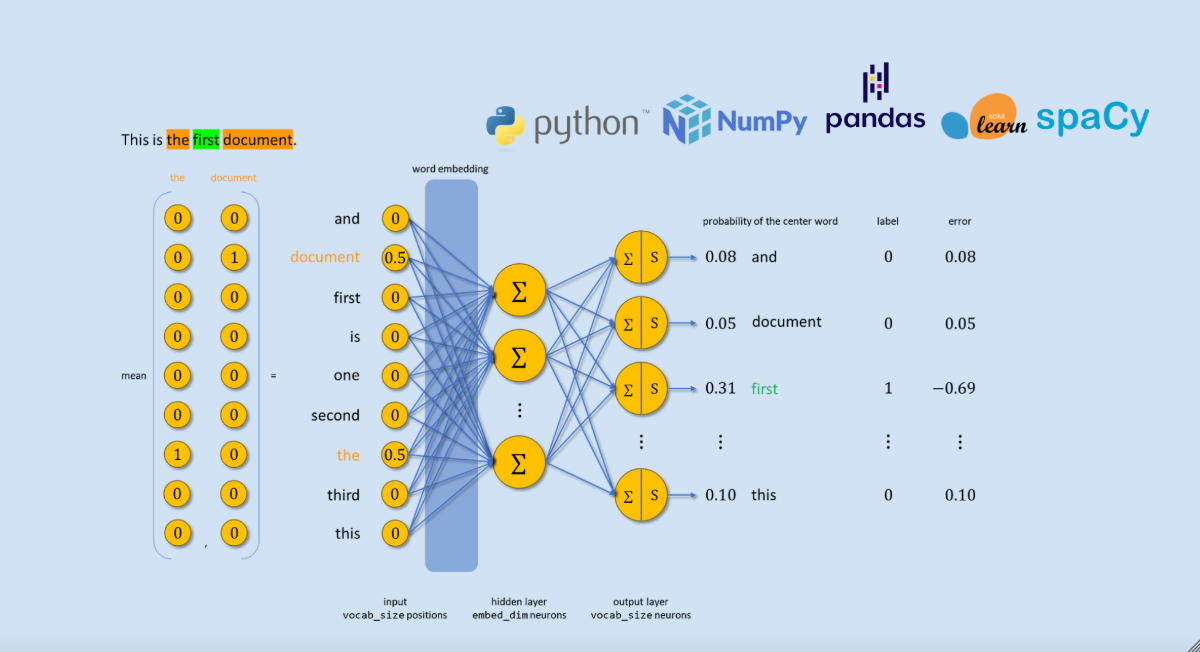 python™ NumPy pandas scikit learn spaCy
This is the first document.
word embedding
the document
probability of the center word label error
0 0 and 0
0 1 document 0.5 Σ S 0.08 and 0 0.08
0 0 first 0 Σ
0 0 is 0 Σ S 0.05 document 0 0.05
mean 0 0 = one 0 Σ
Σ S 0.31 first 1 −0.69
0 0 second 0 ⋮
⋮ ⋮ ⋮ ⋮
1 0 the 0.5 Σ
0 0 third 0 Σ S 0.10 this 0 0.10
0 , 0 this 0
input hidden layer output layer
vocab_size positions embed_dim neurons vocab_size neurons